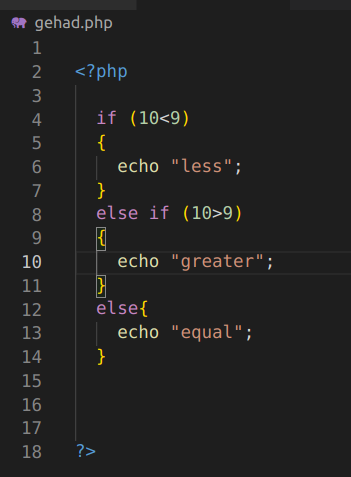 gehad.php
1
2 <?php
3
4 if (10<9)
5 {
6 echo "less";
7 }
8 else if (10>9)
9 {
10 echo "greater";
11 }
12 else{
13 echo "equal";
14 }
15
16
17
18 ?>